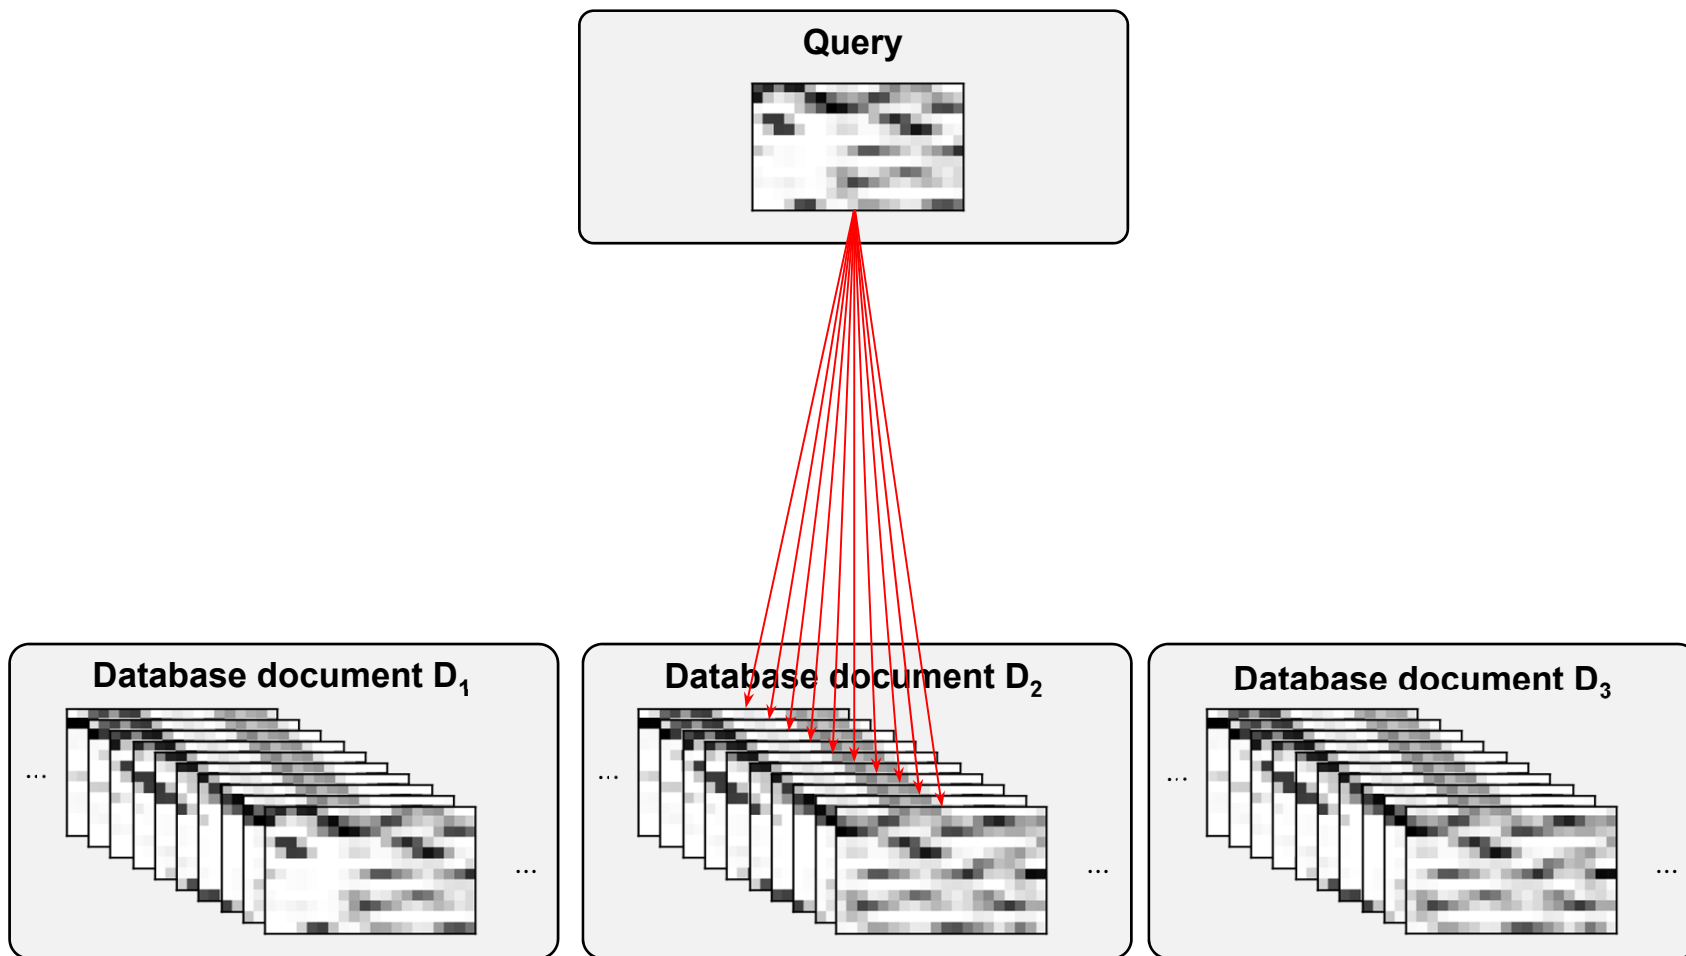 Query
Database document D₁
Database document D₂
Database document D₃
... ... ... ... ... ...